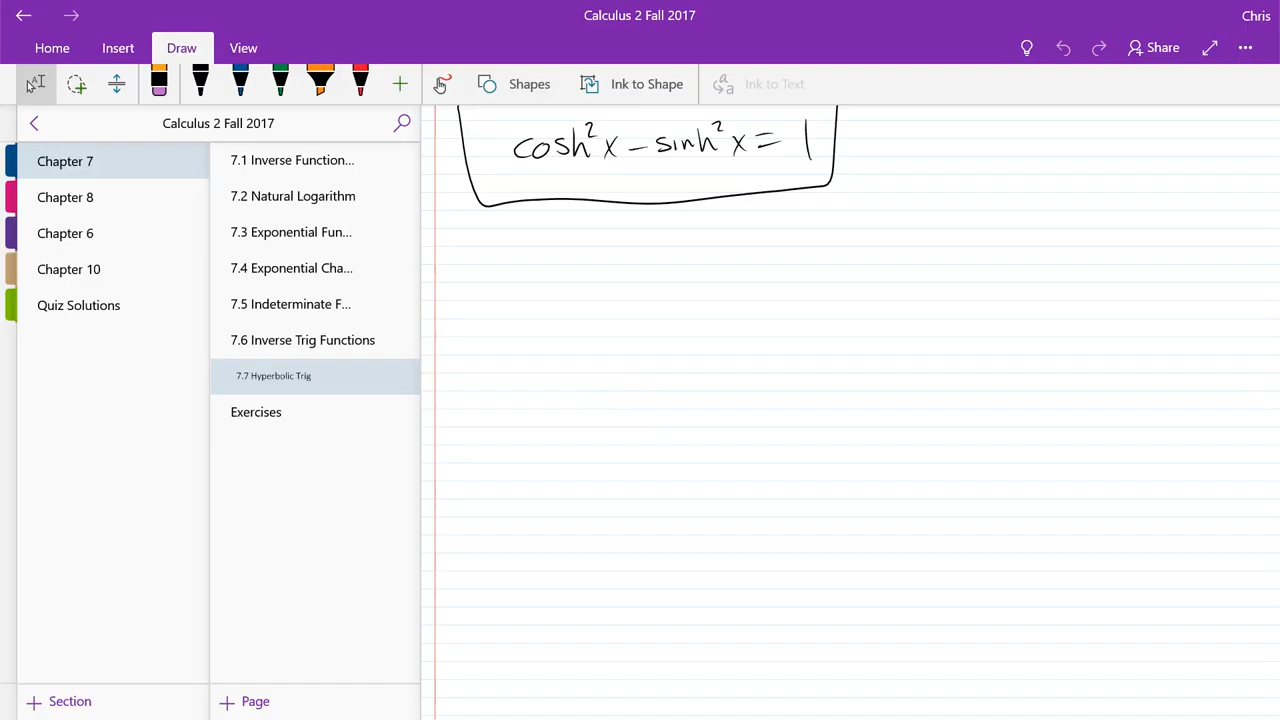 Calculus 2 Fall 2017
Chris
Home Insert Draw View
Share
Shapes Ink to Shape Ink to Text
Calculus 2 Fall 2017
Chapter 7
Chapter 8
Chapter 6
Chapter 10
Quiz Solutions
7.1 Inverse Function...
7.2 Natural Logarithm
7.3 Exponential Fun...
7.4 Exponential Cha...
7.5 Indeterminate F...
7.6 Inverse Trig Functions
7.7 Hyperbolic Trig
Exercises
cosh²x − sinh²x = 1
+ Section
+ Page